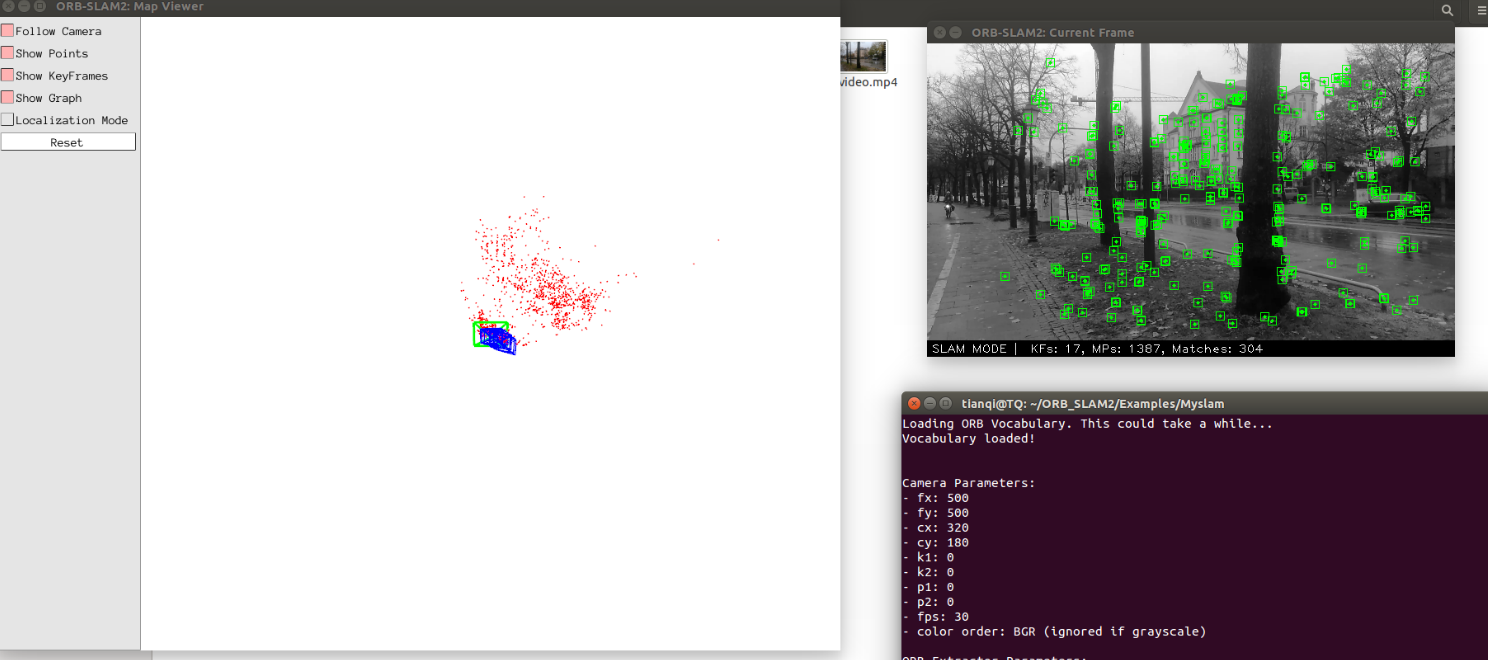 ORB-SLAM2: Map Viewer
Follow Camera
Show Points
Show KeyFrames
Show Graph
Localization Mode
Reset
video.mp4
ORB-SLAM2: Current Frame
SLAM MODE | KFs: 17, MPs: 1387, Matches: 304
tianqi@TQ: ~/ORB_SLAM2/Examples/Myslam
Loading ORB Vocabulary. This could take a while...
Vocabulary loaded!
Camera Parameters:
- fx: 500
- fy: 500
- cx: 320
- cy: 180
- k1: 0
- k2: 0
- p1: 0
- p2: 0
- fps: 30
- color order: BGR (ignored if grayscale)
ORB Extractor Parameters: